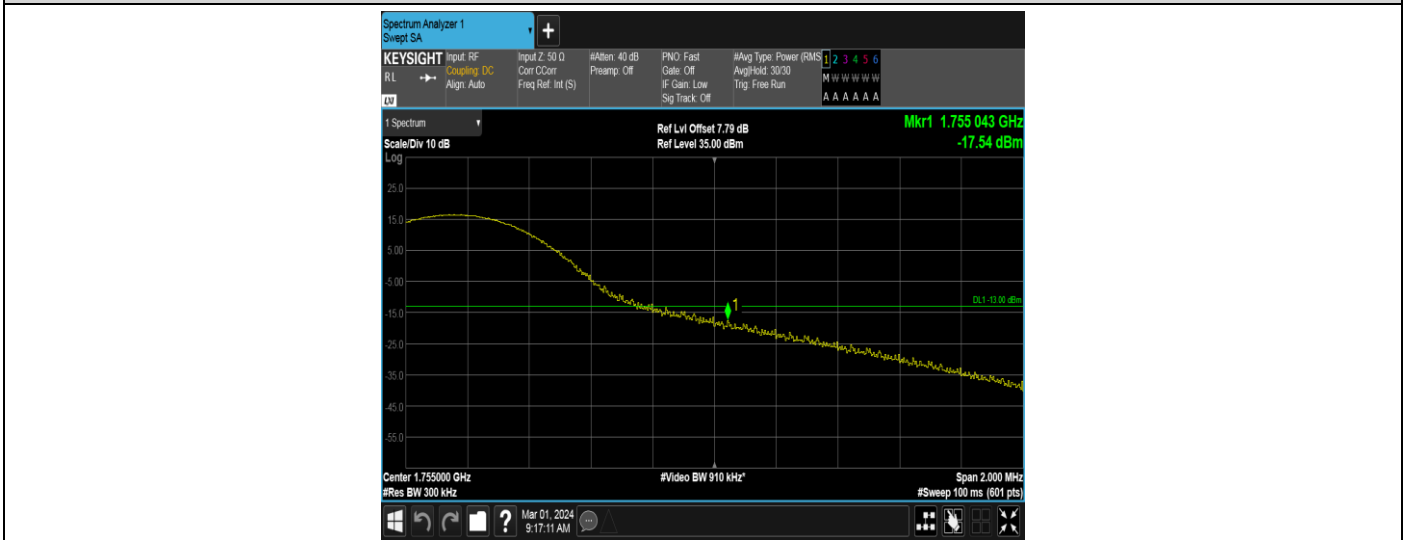 Spectrum Analyzer 1
Swept SA
+
KEYSIGHT Input: RF Input Z: 50 Ω #Atten: 40 dB PNO: Fast #Avg Type: Power (RMS 1 2 3 4 5 6
RL Coupling: DC Corr CCorr Preamp: Off Gate: Off Avg|Hold: 30/30 M W W W W W
Align: Auto Freq Ref: Int (S) IF Gain: Low Trig: Free Run
Sig Track: Off A A A A A A
LXI
1 Spectrum Ref Lvl Offset 7.79 dB Mkr1 1.755 043 GHz
Scale/Div 10 dB Ref Level 35.00 dBm -17.54 dBm
Log
25.0
15.0
5.00
-5.00
1
DL1 -13.00 dBm
-15.0
-25.0
-35.0
-45.0
-55.0
Center 1.755000 GHz #Video BW 910 kHz* Span 2.000 MHz
#Res BW 300 kHz #Sweep 100 ms (601 pts)
? Mar 01, 2024
9:17:11 AM